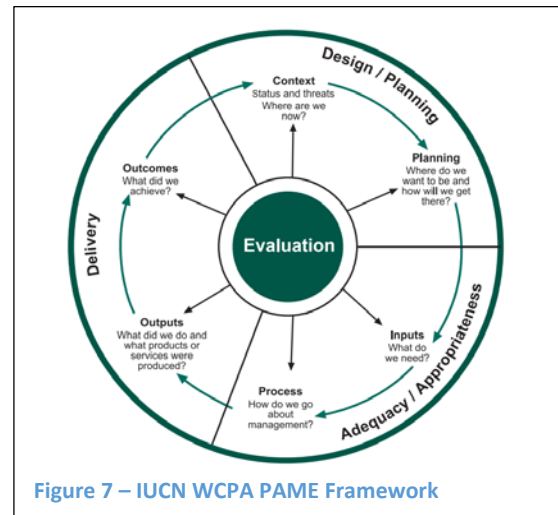 Design / Planning
Context
Status and threats
Where are we
now?
Planning
Where do we
want to be and
how will we get
there?
Outcomes
What did we
achieve?
Delivery
Evaluation
Outputs
What did we do and
what products or
services were
produced?
Inputs
What do
we need?
Process
How do we go
about
management?
Adequacy / Appropriateness
Figure 7 – IUCN WCPA PAME Framework